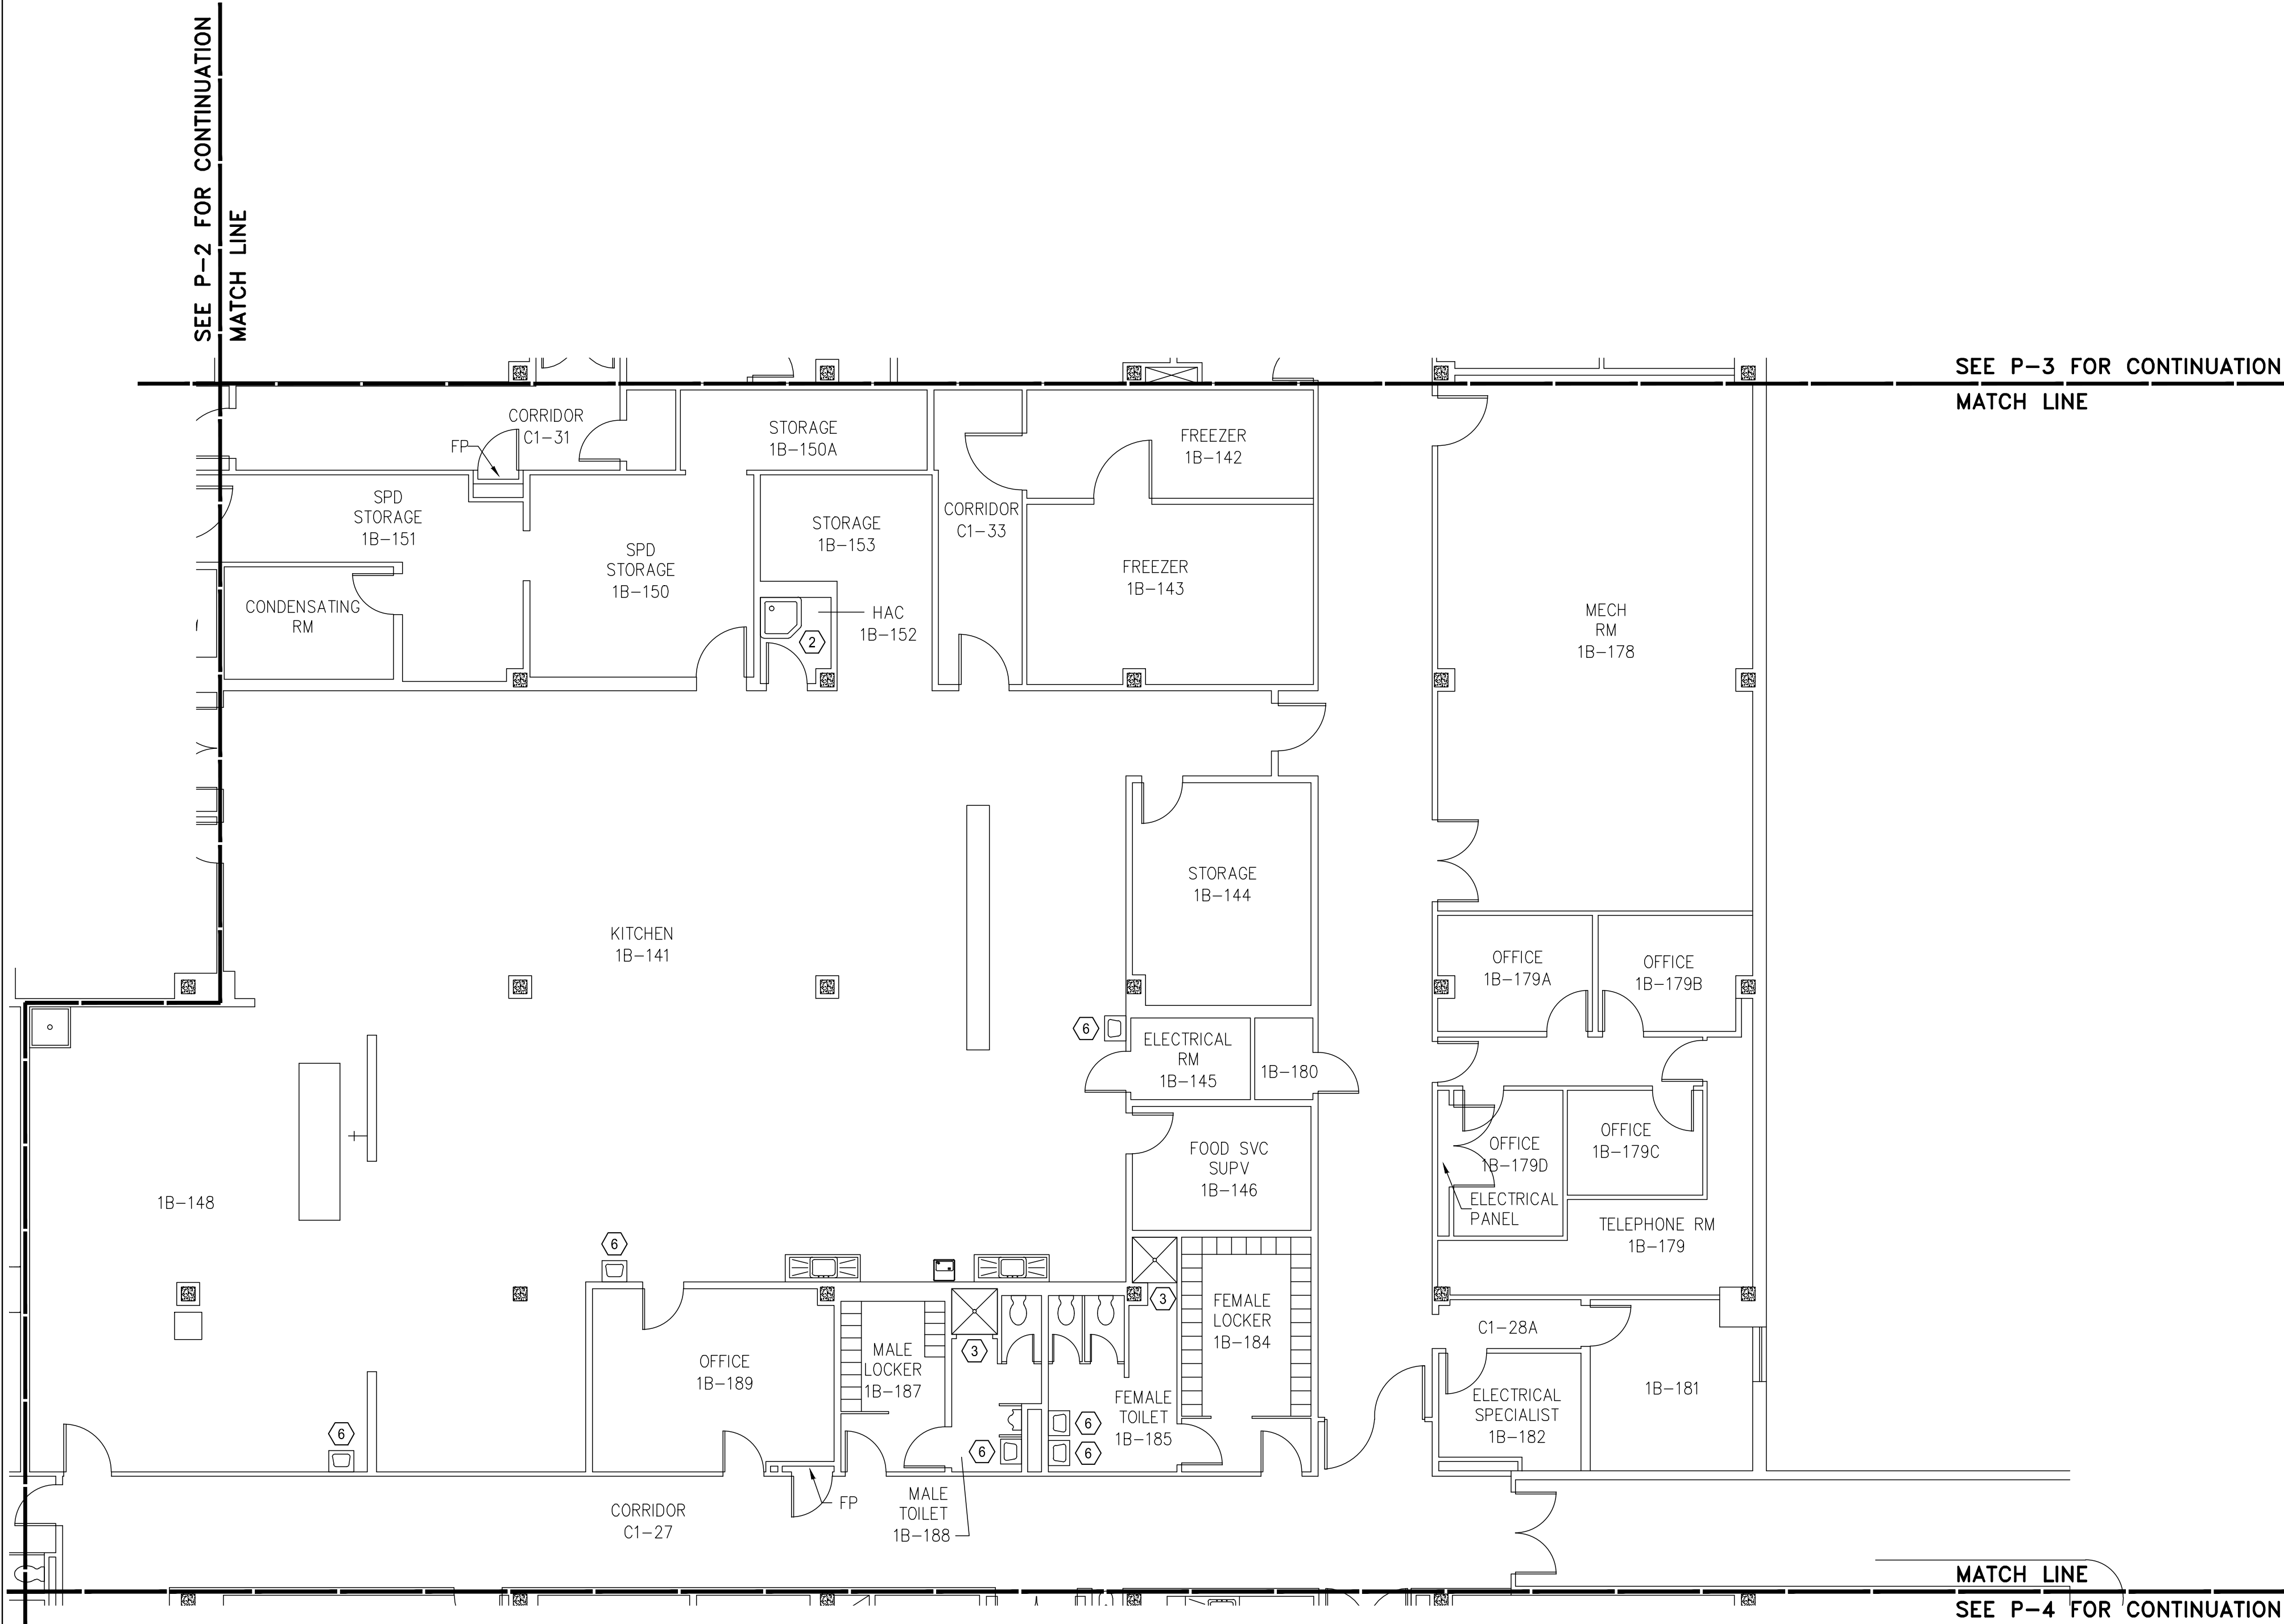 SEE P-2 FOR CONTINUATION
MATCH LINE
SEE P-3 FOR CONTINUATION
MATCH LINE
CORRIDOR
C1-31
FP
STORAGE
1B-150A
FREEZER
1B-142
SPD
STORAGE
1B-151
STORAGE
1B-153
CORRIDOR
C1-33
SPD
STORAGE
1B-150
FREEZER
1B-143
CONDENSATING
RM
HAC
1B-152
2
MECH
RM
1B-178
STORAGE
1B-144
KITCHEN
1B-141
OFFICE
1B-179A
OFFICE
1B-179B
6
ELECTRICAL
RM
1B-145
1B-180
FOOD SVC
SUPV
1B-146
OFFICE
1B-179D
OFFICE
1B-179C
ELECTRICAL
PANEL
1B-148
TELEPHONE RM
1B-179
6
3
FEMALE
LOCKER
1B-184
C1-28A
3
MALE
LOCKER
1B-187
OFFICE
1B-189
1B-181
FEMALE
TOILET
1B-185
ELECTRICAL
SPECIALIST
1B-182
6
6
6
6
FP
MALE
TOILET
1B-188
CORRIDOR
C1-27
MATCH LINE
SEE P-4 FOR CONTINUATION